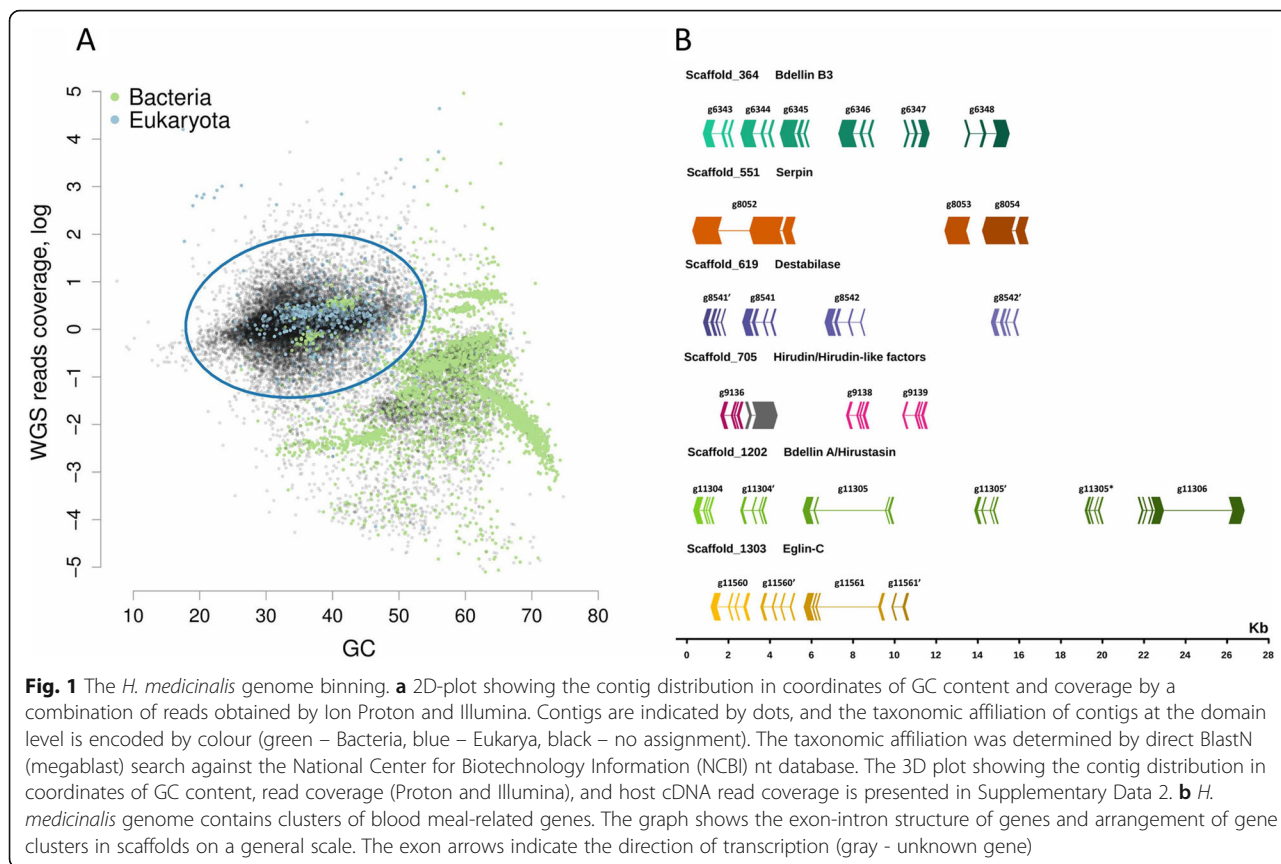 A
Bacteria
Eukaryota
5
4
3
2
1
0
−1
−2
−3
−4
−5
WGS reads coverage, log
10 20 30 40 50 60 70 80
GC
B
Scaffold_364 Bdellin B3
g6343 g6344 g6345 g6346 g6347 g6348
Scaffold_551 Serpin
g8052 g8053 g8054
Scaffold_619 Destabilase
g8541′ g8541 g8542 g8542′
Scaffold_705 Hirudin/Hirudin-like factors
g9136 g9138 g9139
Scaffold_1202 Bdellin A/Hirustasin
g11304 g11304′ g11305 g11305′ g11305* g11306
Scaffold_1303 Eglin-C
g11560 g11560′ g11561 g11561′
Kb
0 2 4 6 8 10 12 14 16 18 20 22 24 26 28
Fig. 1 The H. medicinalis genome binning. a 2D-plot showing the contig distribution in coordinates of GC content and coverage by a
combination of reads obtained by Ion Proton and Illumina. Contigs are indicated by dots, and the taxonomic affiliation of contigs at the domain
level is encoded by colour (green – Bacteria, blue – Eukarya, black – no assignment). The taxonomic affiliation was determined by direct BlastN
(megablast) search against the National Center for Biotechnology Information (NCBI) nt database. The 3D plot showing the contig distribution in
coordinates of GC content, read coverage (Proton and Illumina), and host cDNA read coverage is presented in Supplementary Data 2. b H.
medicinalis genome contains clusters of blood meal-related genes. The graph shows the exon-intron structure of genes and arrangement of gene
clusters in scaffolds on a general scale. The exon arrows indicate the direction of transcription (gray - unknown gene)